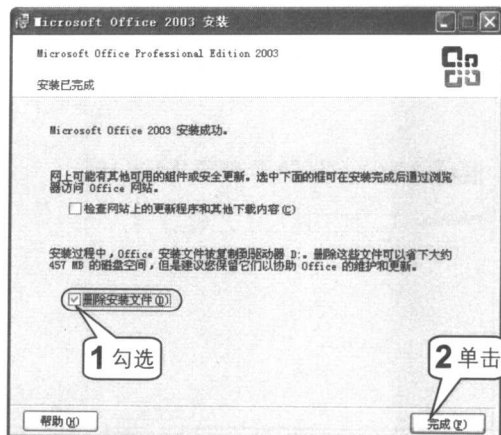 Microsoft Office 2003 安装
Microsoft Office Professional Edition 2003
安装已完成
Microsoft Office 2003 安装成功。
网上可能有其他可用的组件或安全更新。选中下面的框可在安装完成后通过浏览
器访问 Office 网站。
检查网站上的更新程序和其他下载内容(C)
安装过程中，Office 安装文件被复制到驱动器 D:。删除这些文件可以省下大约
457 MB 的磁盘空间，但是建议您保留它们以协助 Office 的维护和更新。
删除安装文件(D)
1 勾选
2 单击
帮助(H)
完成(F)